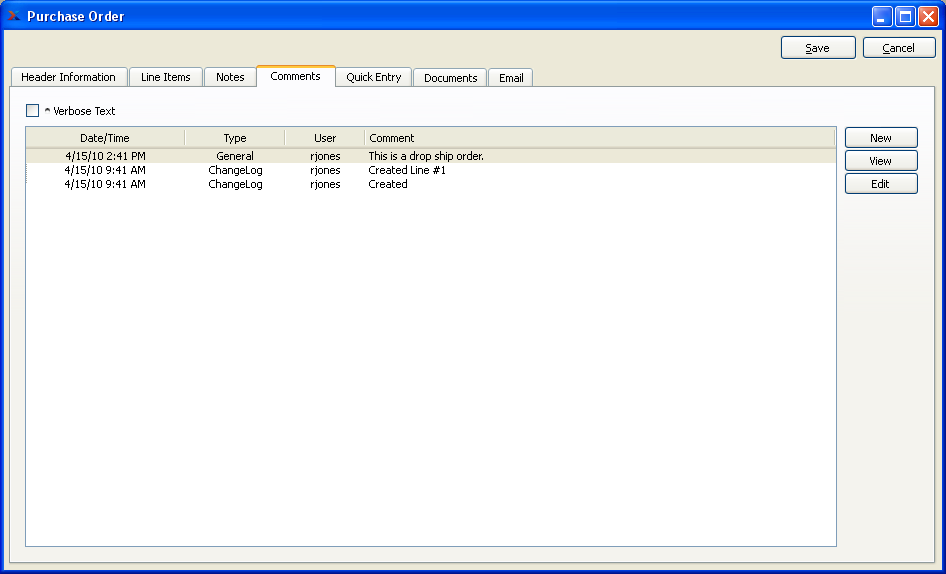 Purchase Order
Save Cancel
Header Information Line Items Notes Comments Quick Entry Documents Email
^ Verbose Text
Date/Time Type User Comment
4/15/10 2:41 PM General rjones This is a drop ship order.
4/15/10 9:41 AM ChangeLog rjones Created Line #1
4/15/10 9:41 AM ChangeLog rjones Created
New
View
Edit